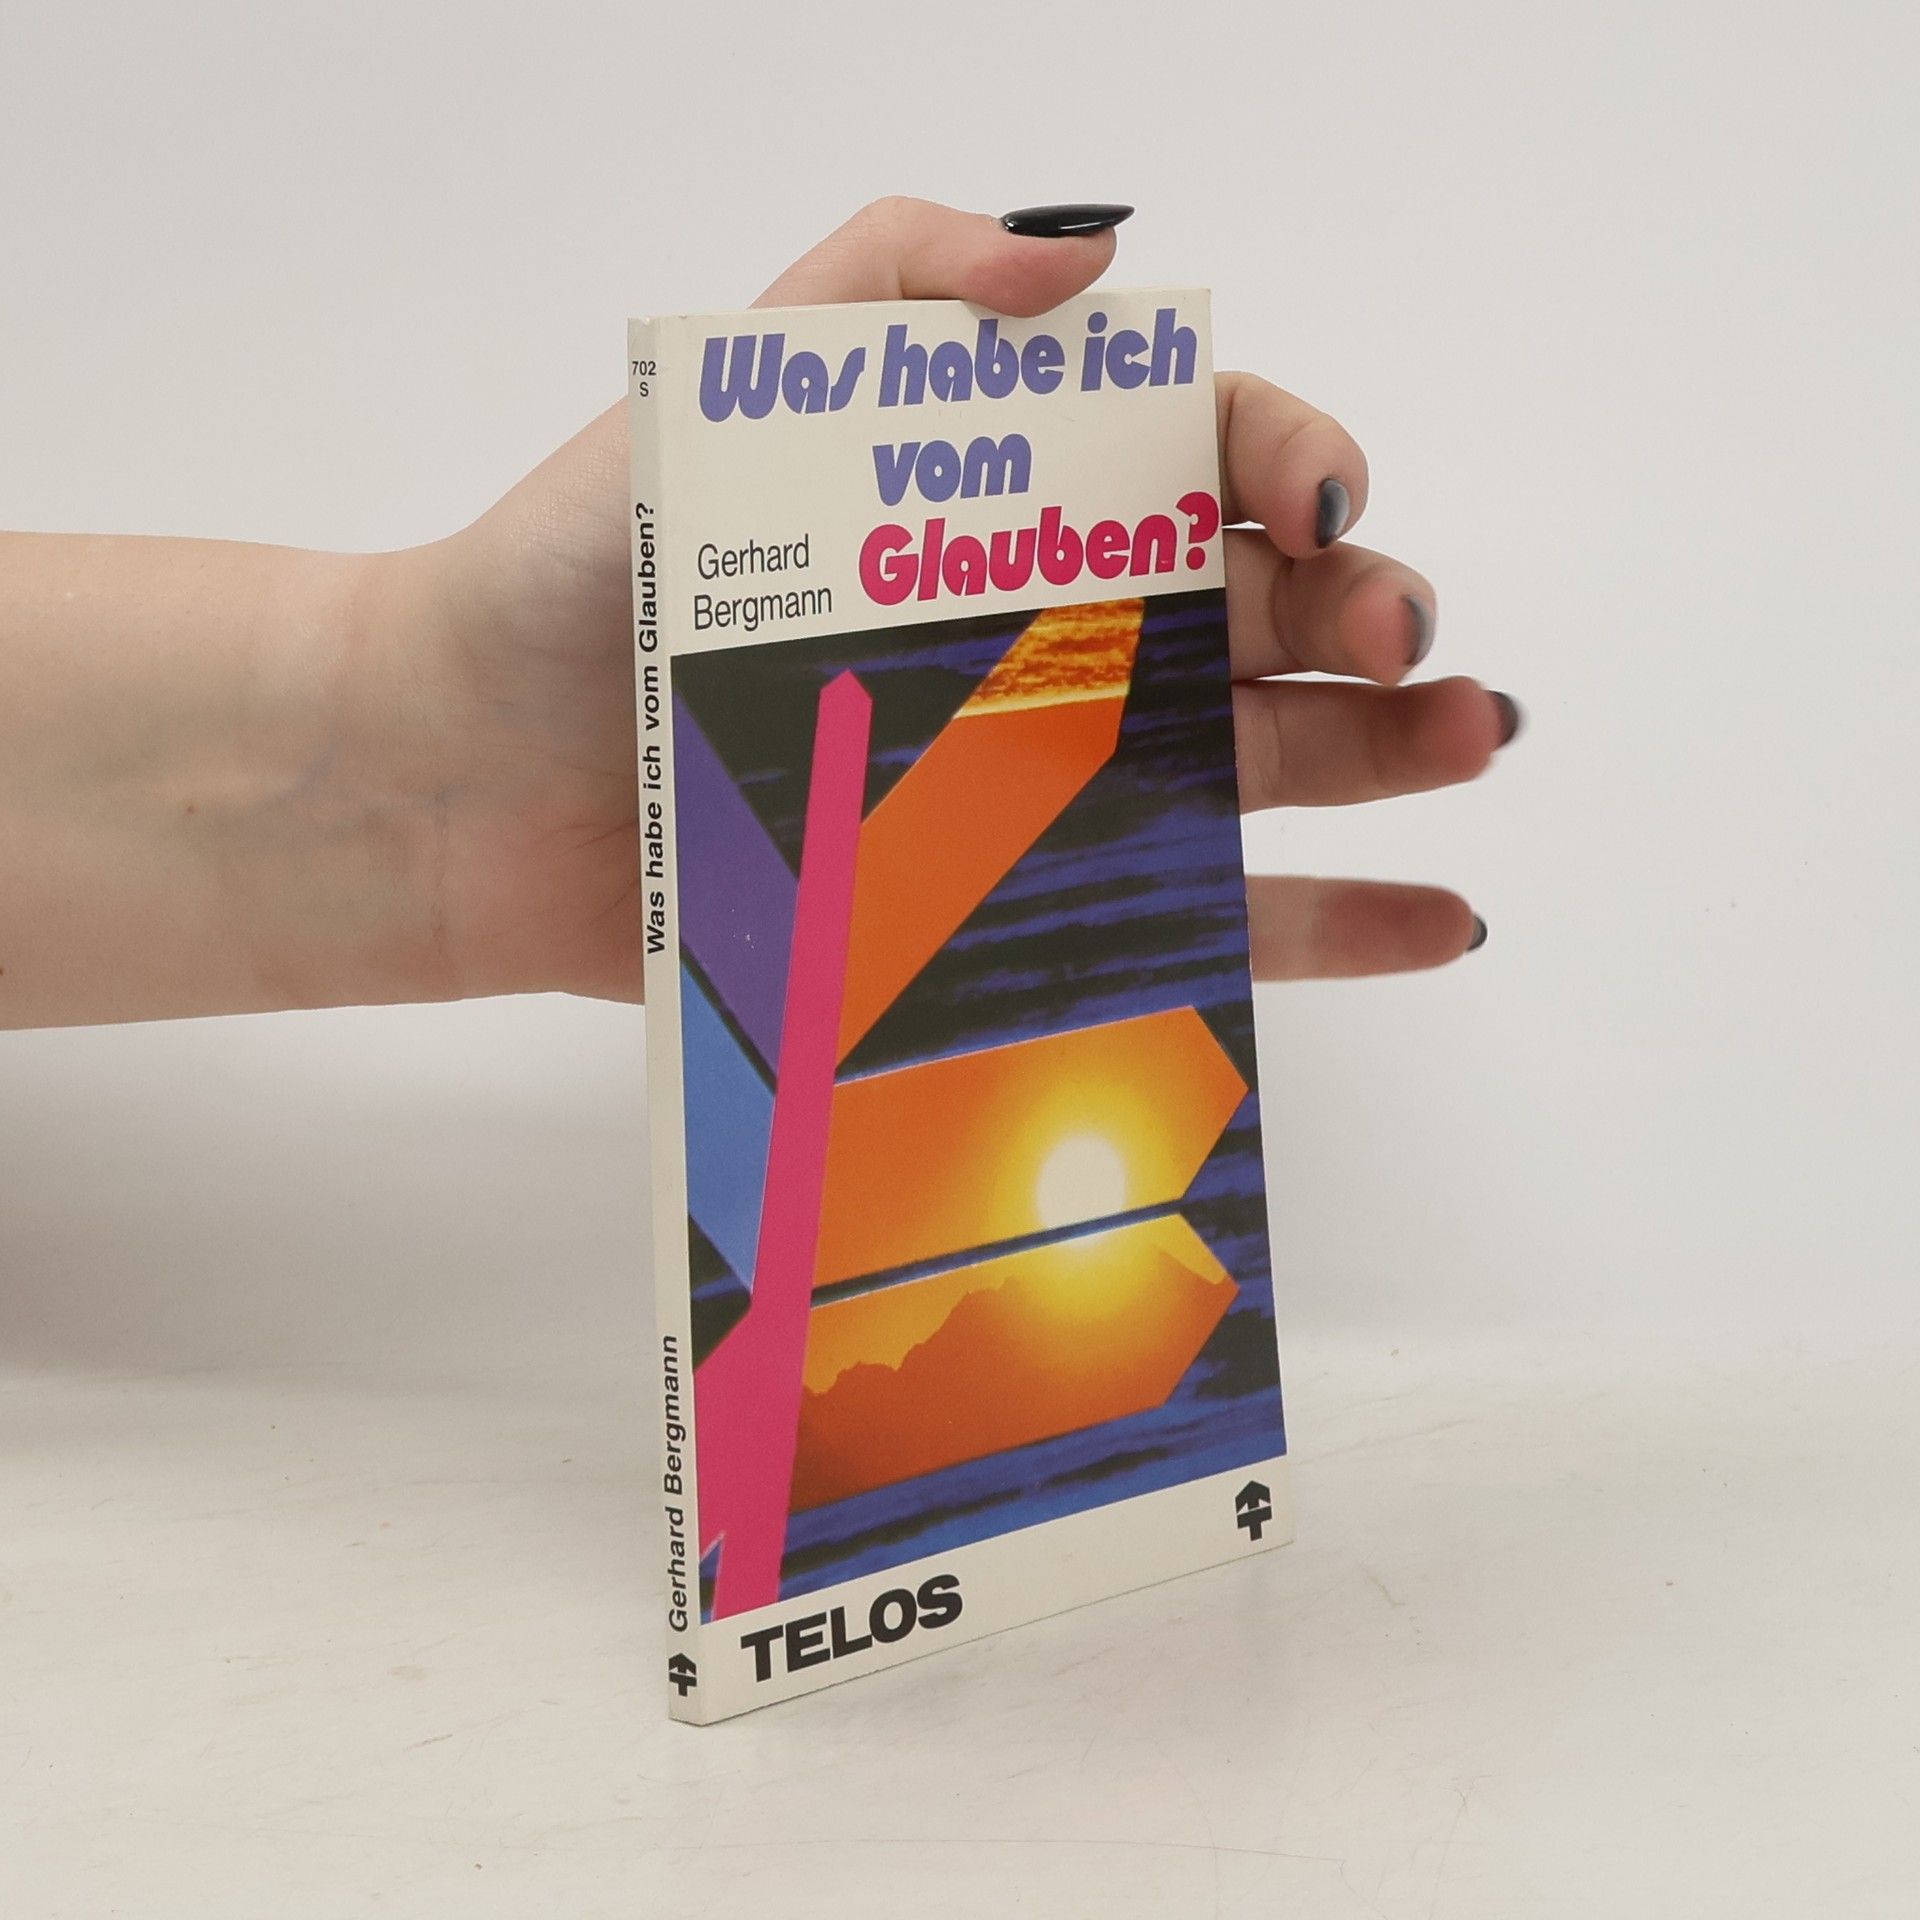 Was habe ich
vom
Glauben?
Gerhard
Bergmann
TELOS
702
S
Was habe ich vom Glauben?
Gerhard Bergmann